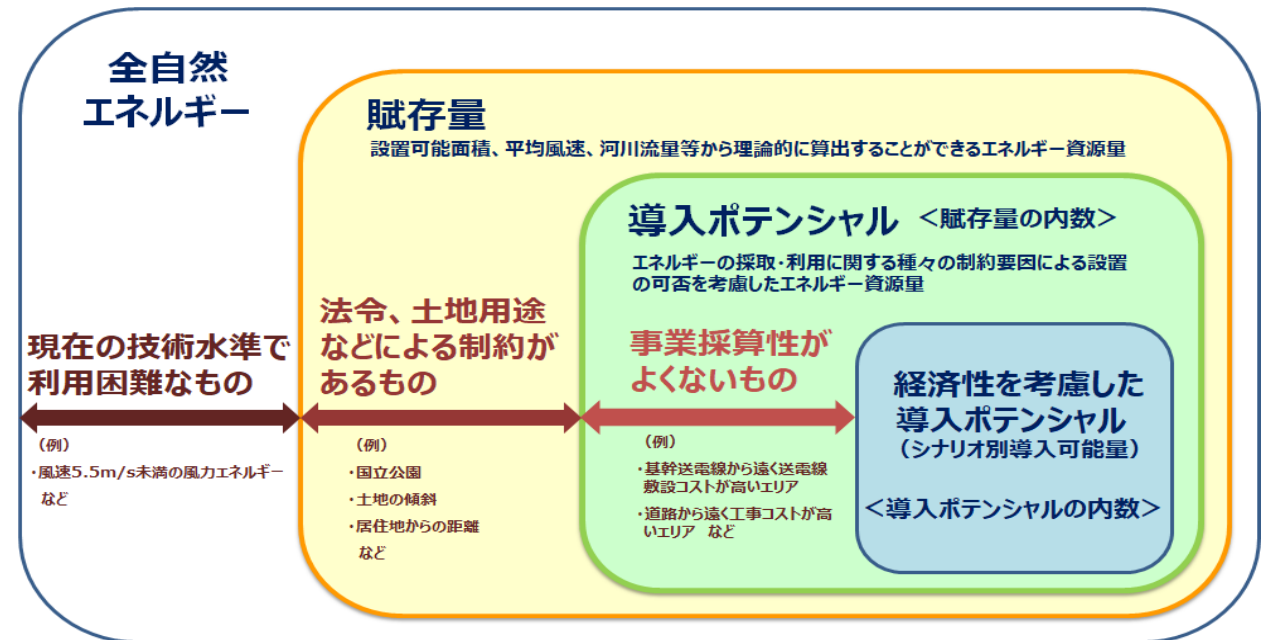 全自然
エネルギー
賦存量
設置可能面積、平均風速、河川流量等から理論的に算出することができるエネルギー資源量
導入ポテンシャル <賦存量の内数>
エネルギーの採取・利用に関する種々の制約要因による設置
の可否を考慮したエネルギー資源量
現在の技術水準で
利用困難なもの
(例)
・風速5.5m/s未満の風力エネルギー
など
法令、土地用途
などによる制約が
あるもの
(例)
・国立公園
・土地の傾斜
・居住地からの距離
など
事業採算性が
よくないもの
(例)
・基幹送電線から遠く送電線
敷設コストが高いエリア
・道路から遠く工事コストが高
いエリア など
経済性を考慮した
導入ポテンシャル
(シナリオ別導入可能量)
<導入ポテンシャルの内数>